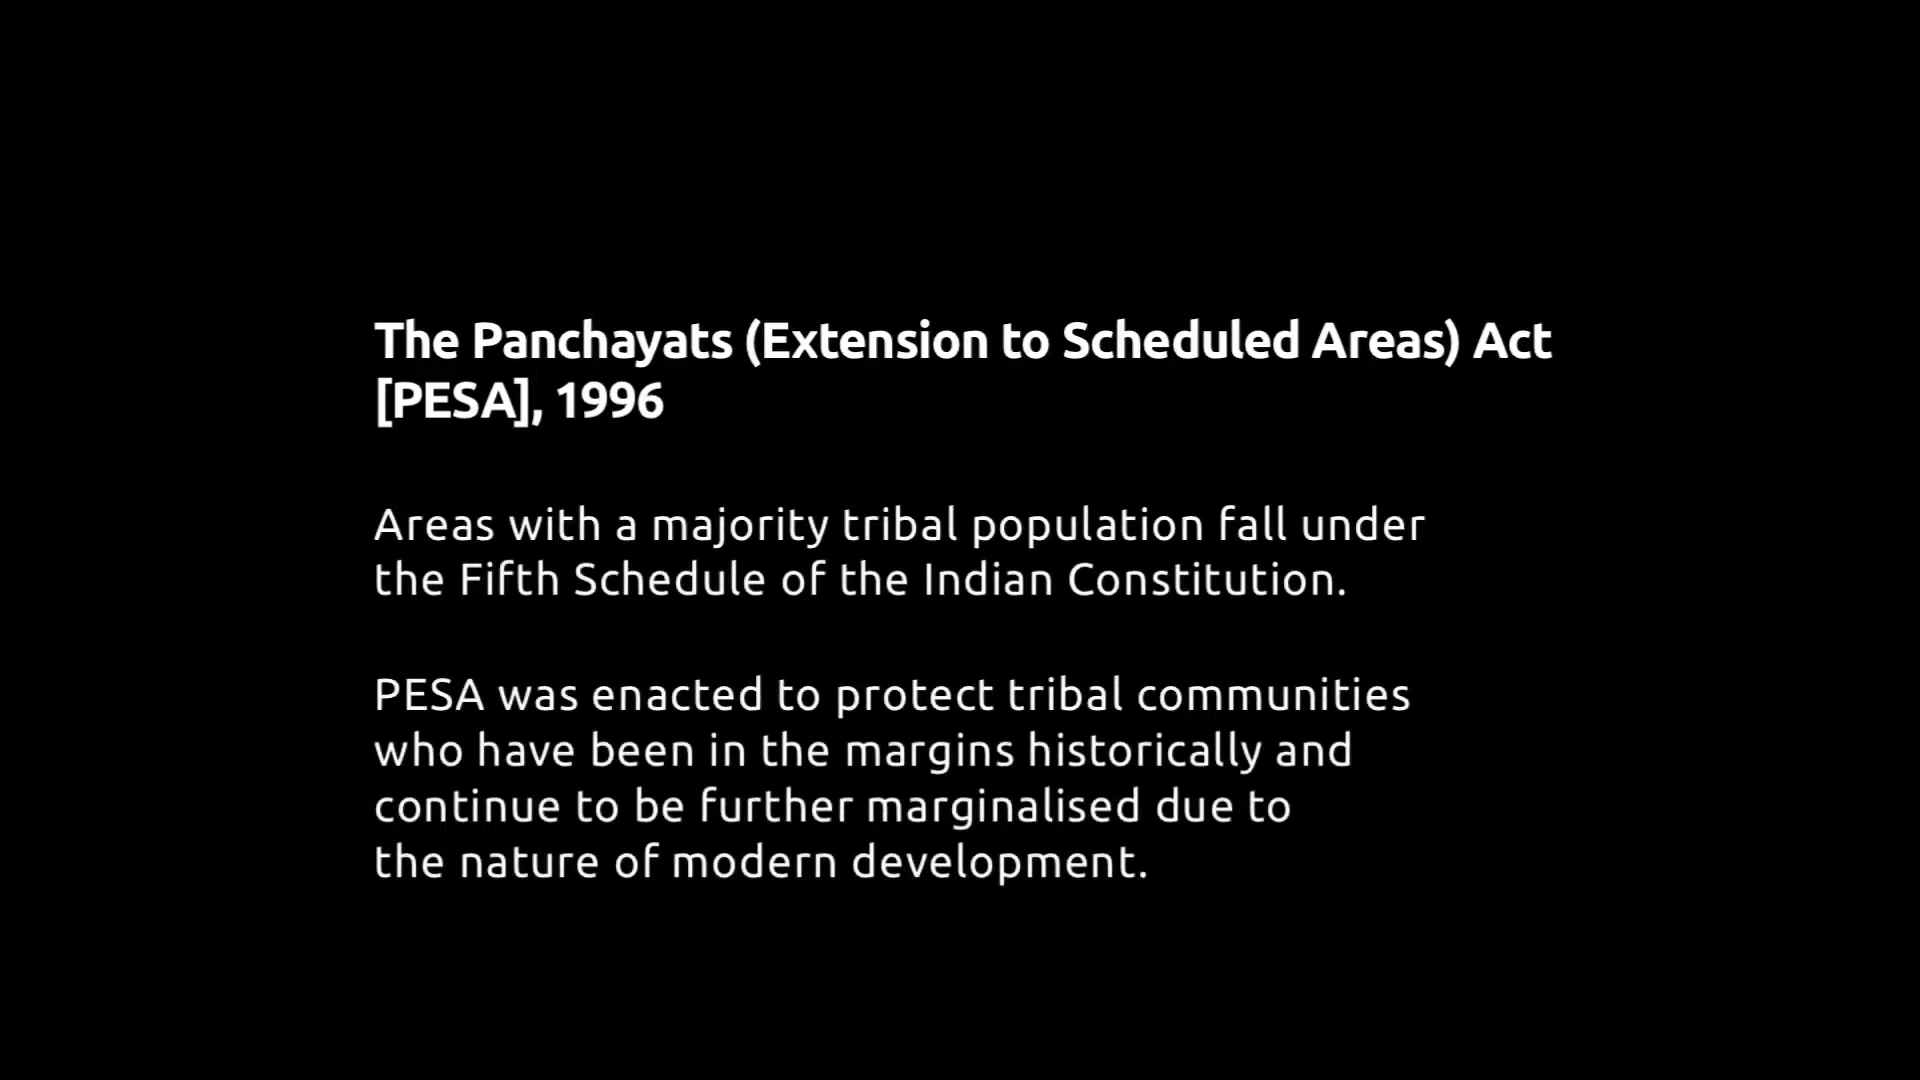 The Panchayats (Extension to Scheduled Areas) Act
[PESA], 1996
Areas with a majority tribal population fall under
the Fifth Schedule of the Indian Constitution.
PESA was enacted to protect tribal communities
who have been in the margins historically and
continue to be further marginalised due to
the nature of modern development.